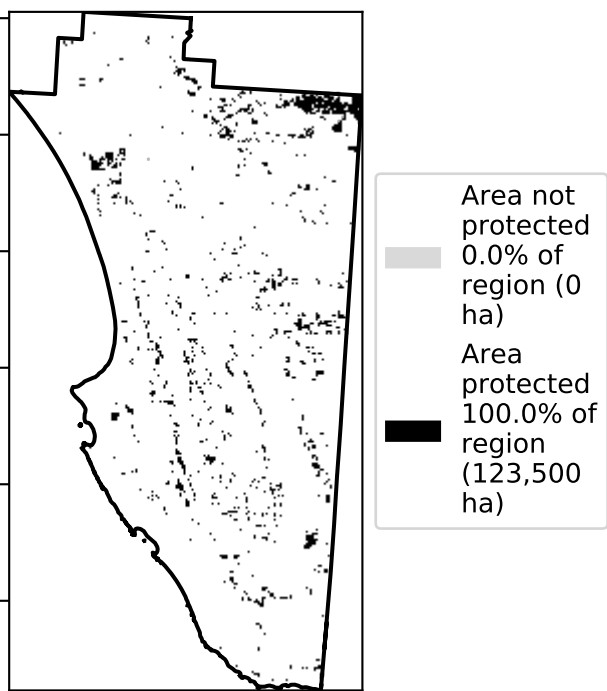 Area not
protected
0.0% of
region (0
ha)
Area
protected
100.0% of
region
(123,500
ha)